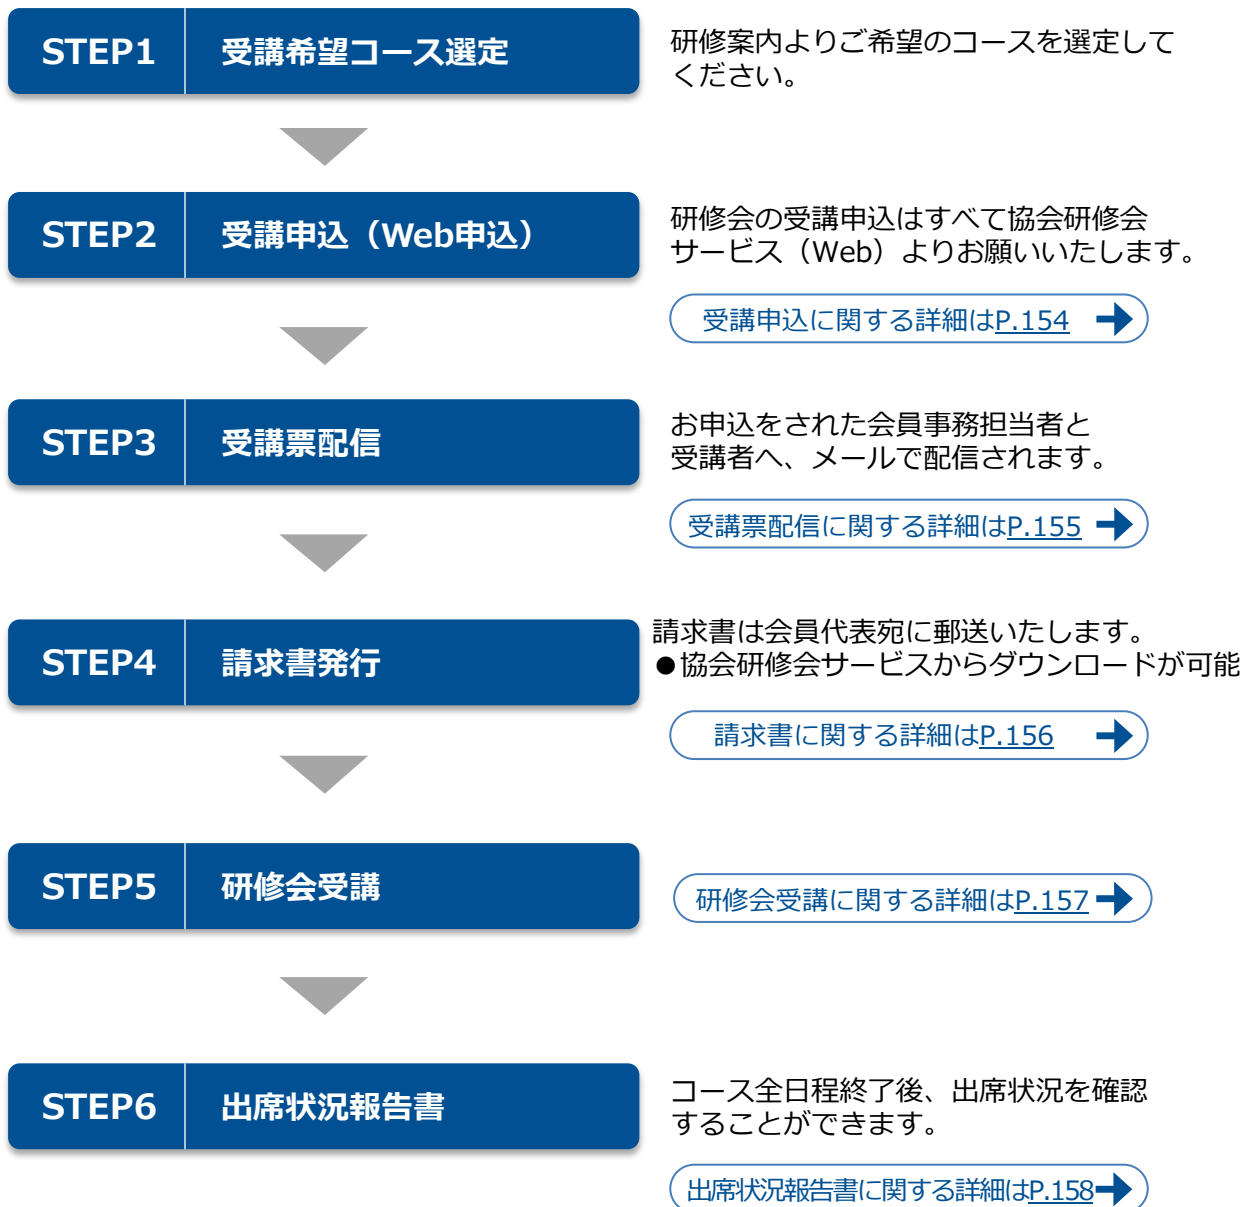 STEP1 受講希望コース選定
研修案内よりご希望のコースを選定して
ください。
STEP2 受講申込（Web申込）
研修会の受講申込はすべて協会研修会
サービス（Web）よりお願いいたします。
受講申込に関する詳細はP.154
STEP3 受講票配信
お申込をされた会員事務担当者と
受講者へ、メールで配信されます。
受講票配信に関する詳細はP.155
STEP4 請求書発行
請求書は会員代表宛に郵送いたします。
●協会研修会サービスからダウンロードが可能
請求書に関する詳細はP.156
STEP5 研修会受講
研修会受講に関する詳細はP.157
STEP6 出席状況報告書
コース全日程終了後、出席状況を確認
することができます。
出席状況報告書に関する詳細はP.158